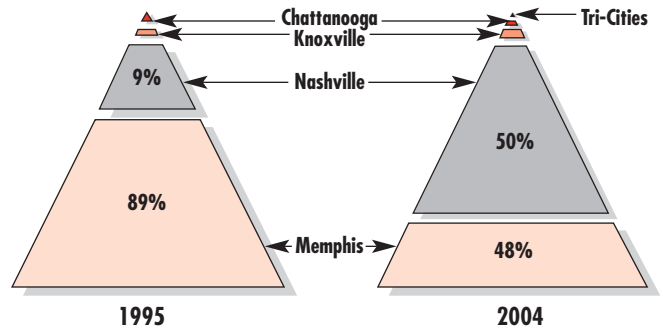 Chattanooga
Tri-Cities
Knoxville
9%
Nashville
50%
89%
Memphis
48%
1995
2004